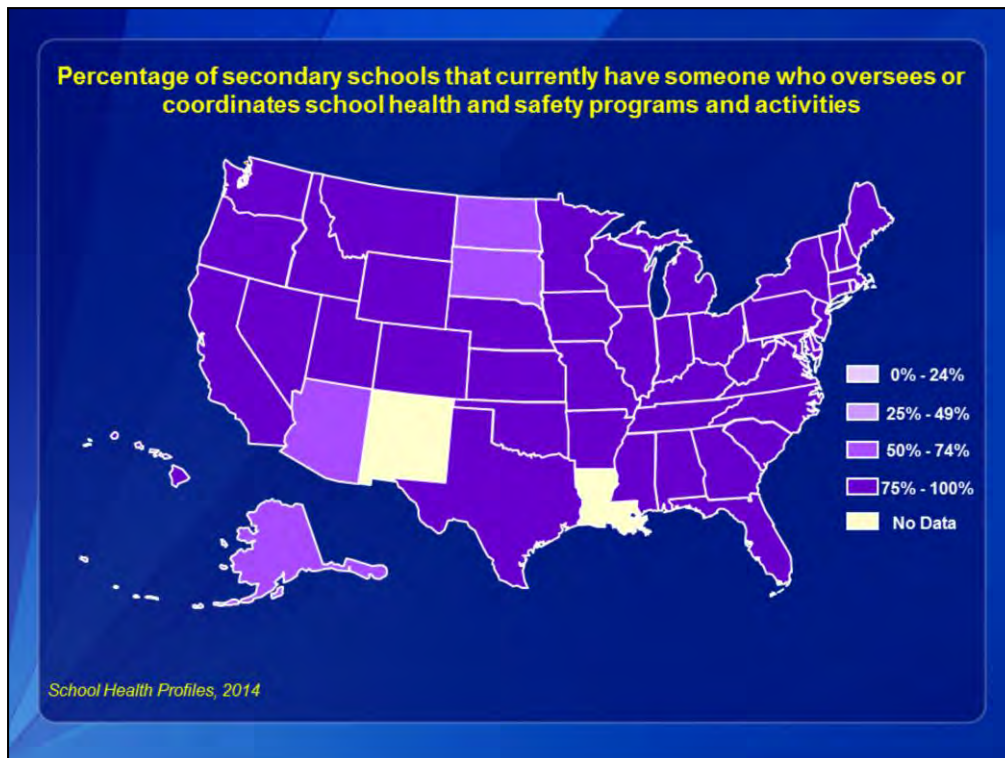 Percentage of secondary schools that currently have someone who oversees or
coordinates school health and safety programs and activities
0% - 24%
25% - 49%
50% - 74%
75% - 100%
No Data
School Health Profiles, 2014